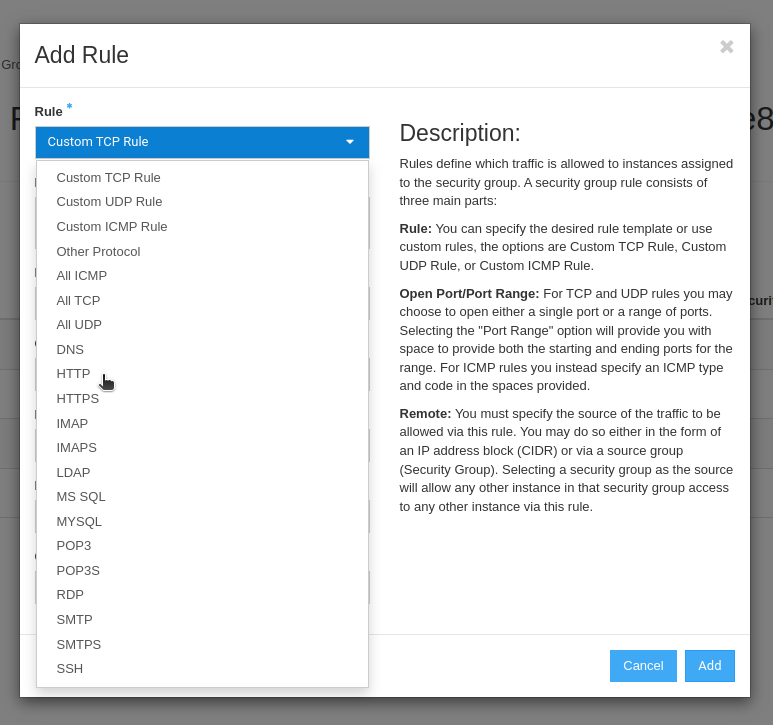 Add Rule
Rule *
Custom TCP Rule
Custom TCP Rule
Custom UDP Rule
Custom ICMP Rule
Other Protocol
All ICMP
All TCP
All UDP
DNS
HTTP
HTTPS
IMAP
IMAPS
LDAP
MS SQL
MYSQL
POP3
POP3S
RDP
SMTP
SMTPS
SSH
Description:
Rules define which traffic is allowed to instances assigned
to the security group. A security group rule consists of
three main parts:
Rule: You can specify the desired rule template or use
custom rules, the options are Custom TCP Rule, Custom
UDP Rule, or Custom ICMP Rule.
Open Port/Port Range: For TCP and UDP rules you may
choose to open either a single port or a range of ports.
Selecting the "Port Range" option will provide you with
space to provide both the starting and ending ports for the
range. For ICMP rules you instead specify an ICMP type
and code in the spaces provided.
Remote: You must specify the source of the traffic to be
allowed via this rule. You may do so either in the form of
an IP address block (CIDR) or via a source group
(Security Group). Selecting a security group as the source
will allow any other instance in that security group access
to any other instance via this rule.
Cancel
Add